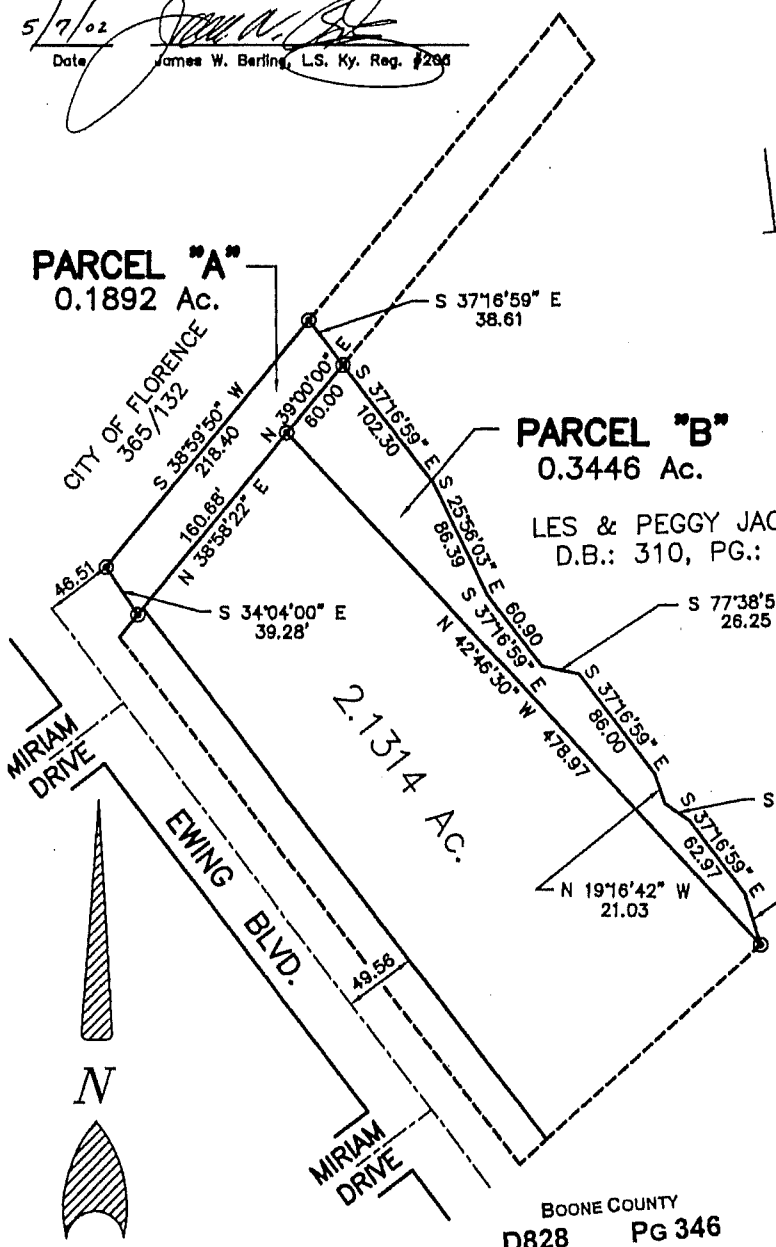 5/7/02
Date
James W. Berling, L.S. Ky. Reg. #206
PARCEL "A"
0.1892 Ac.
S 37°16'59" E
38.61
CITY OF FLORENCE
365/132
S 38°59'50" W
218.40
N 39°00'00" E
60.00
S 37°16'59" E
102.30
PARCEL "B"
0.3446 Ac.
LES & PEGGY
D.B.: 310, PG.:
160.68'
N 38°58'22" E
S 25°56'03" E
86.39
46.51
S 34°04'00" E
39.28'
60.90
S 37°16'59" E
S 77°38'5
26.25
N 42°46'30" W 478.97
S 37°16'59" E
86.00
2.1314 Ac.
MIRIAM
DRIVE
S
S 37°16'59" E
62.97
EWING BLVD.
N 19°16'42" W
21.03
49.56
N
MIRIAM
DRIVE
BOONE COUNTY
D828 PG 346